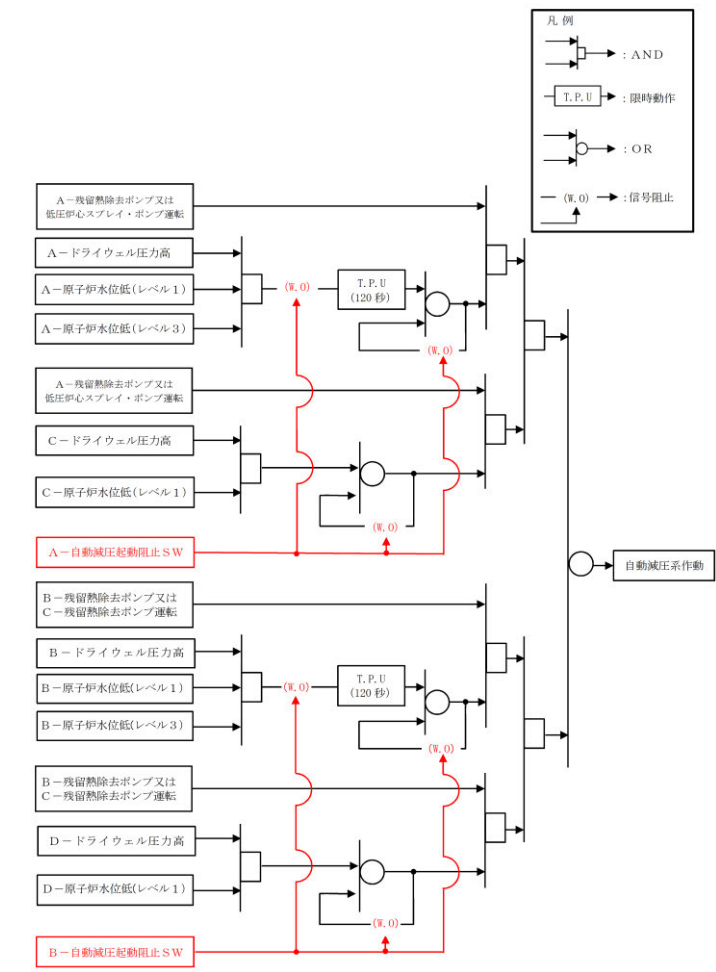 凡 例
：AND
T.P.U
：限時動作
：OR
(W.O)
：信号阻止
A－残留熱除去ポンプ又は
低圧炉心スプレイ・ポンプ運転
A－ドライウェル圧力高
A－原子炉水位低(レベル1)
A－原子炉水位低(レベル3)
(W.O)
T.P.U
(120秒)
(W.O)
A－残留熱除去ポンプ又は
低圧炉心スプレイ・ポンプ運転
C－ドライウェル圧力高
C－原子炉水位低(レベル1)
(W.O)
A－自動減圧起動阻止SW
自動減圧系作動
B－残留熱除去ポンプ又は
C－残留熱除去ポンプ運転
B－ドライウェル圧力高
B－原子炉水位低(レベル1)
B－原子炉水位低(レベル3)
(W.O)
T.P.U
(120秒)
(W.O)
B－残留熱除去ポンプ又は
C－残留熱除去ポンプ運転
D－ドライウェル圧力高
D－原子炉水位低(レベル1)
(W.O)
B－自動減圧起動阻止SW